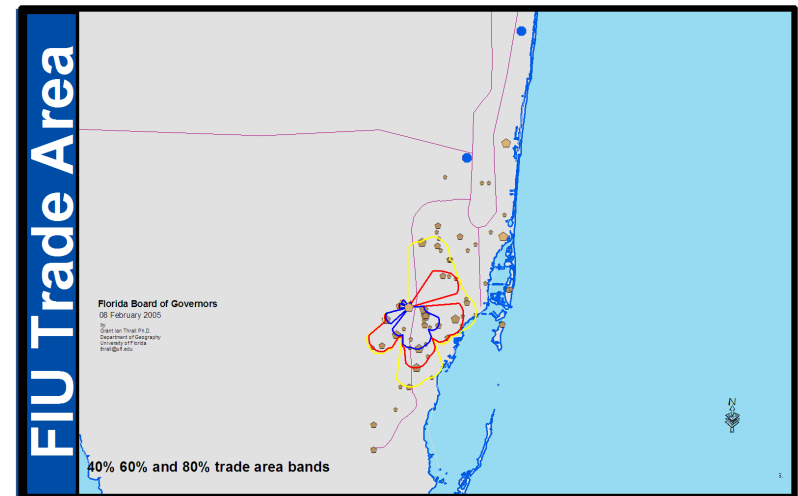 FIU Trade Area
Florida Board of Governors
08 February 2005
by
Grant Ian Thrall Ph.D.
Department of Geography
University of Florida
thrall@ufl.edu
N
40% 60% and 80% trade area bands